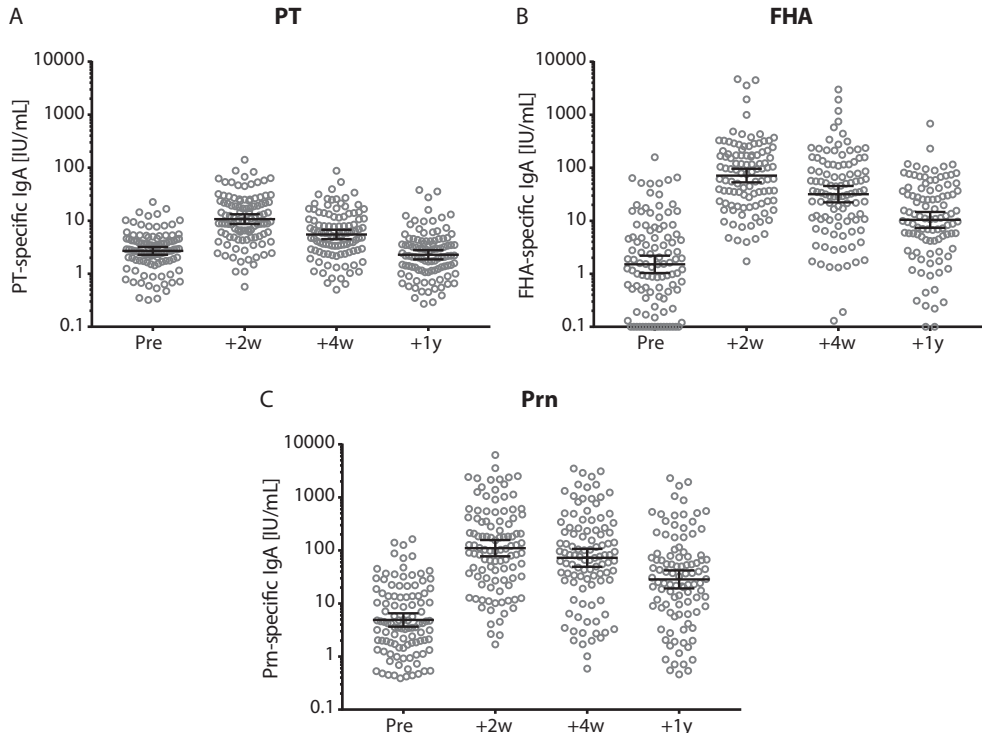 A
PT
PT-specific IgA [IU/mL]
10000
1000
100
10
1
0.1
Pre
+2w
+4w
+1y
B
FHA
FHA-specific IgA [IU/mL]
10000
1000
100
10
1
0.1
Pre
+2w
+4w
+1y
C
Prn
Prn-specific IgA [IU/mL]
10000
1000
100
10
1
0.1
Pre
+2w
+4w
+1y